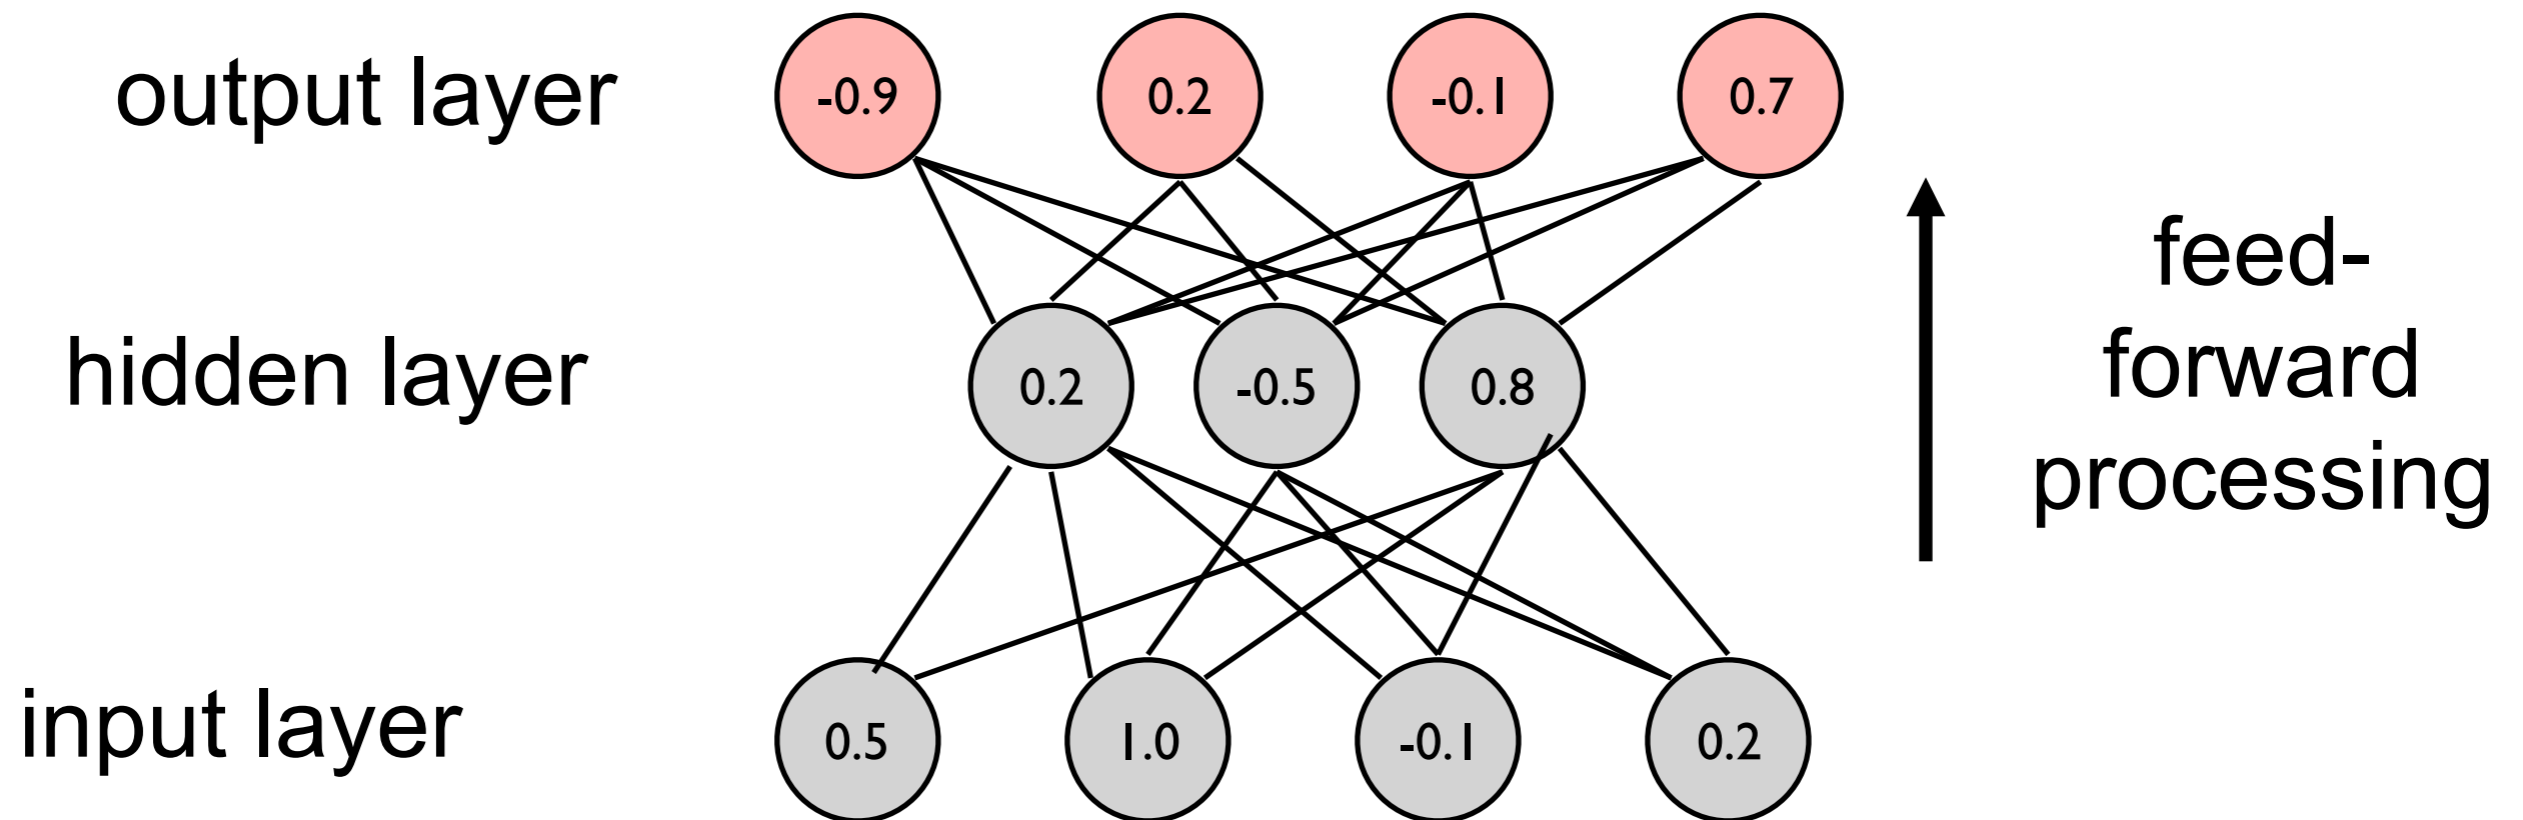 output layer
-0.9 0.2 -0.1 0.7
hidden layer
0.2 -0.5 0.8
input layer
0.5 1.0 -0.1 0.2
feed-
forward
processing